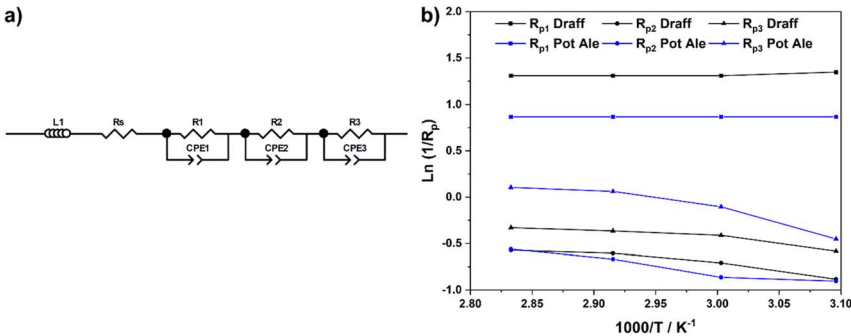 a)
L1
Rs
R1
R2
R3
CPE1
CPE2
CPE3
b)
Rp1 Draff Rp2 Draff Rp3 Draff
Rp1 Pot Ale Rp2 Pot Ale Rp3 Pot Ale
Ln (1/Rp)
2.0
1.5
1.0
0.5
0.0
-0.5
-1.0
2.80 2.85 2.90 2.95 3.00 3.05 3.10
1000/T / K-1